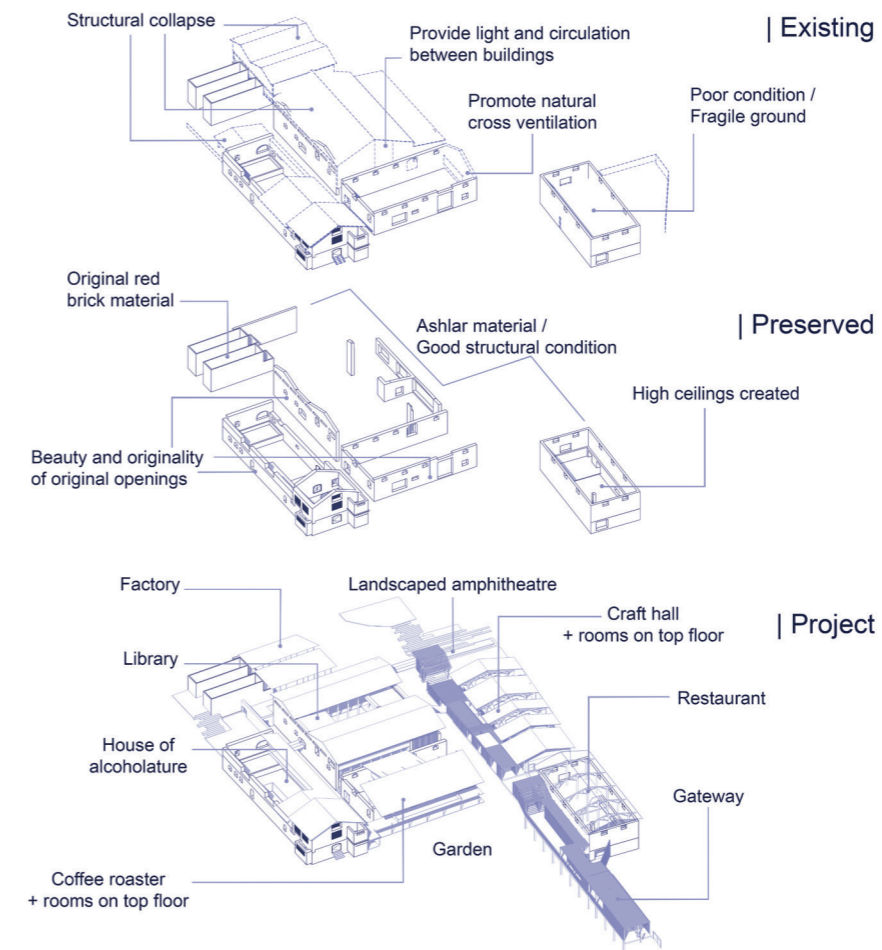 Structural collapse
Provide light and circulation
between buildings
| Existing
Promote natural
cross ventilation
Poor condition /
Fragile ground
Original red
brick material
| Preserved
Ashlar material /
Good structural condition
High ceilings created
Beauty and originality
of original openings
Factory
Landscaped amphitheatre
Craft hall
+ rooms on top floor
| Project
Library
Restaurant
House of
alcoholature
Gateway
Garden
Coffee roaster
+ rooms on top floor